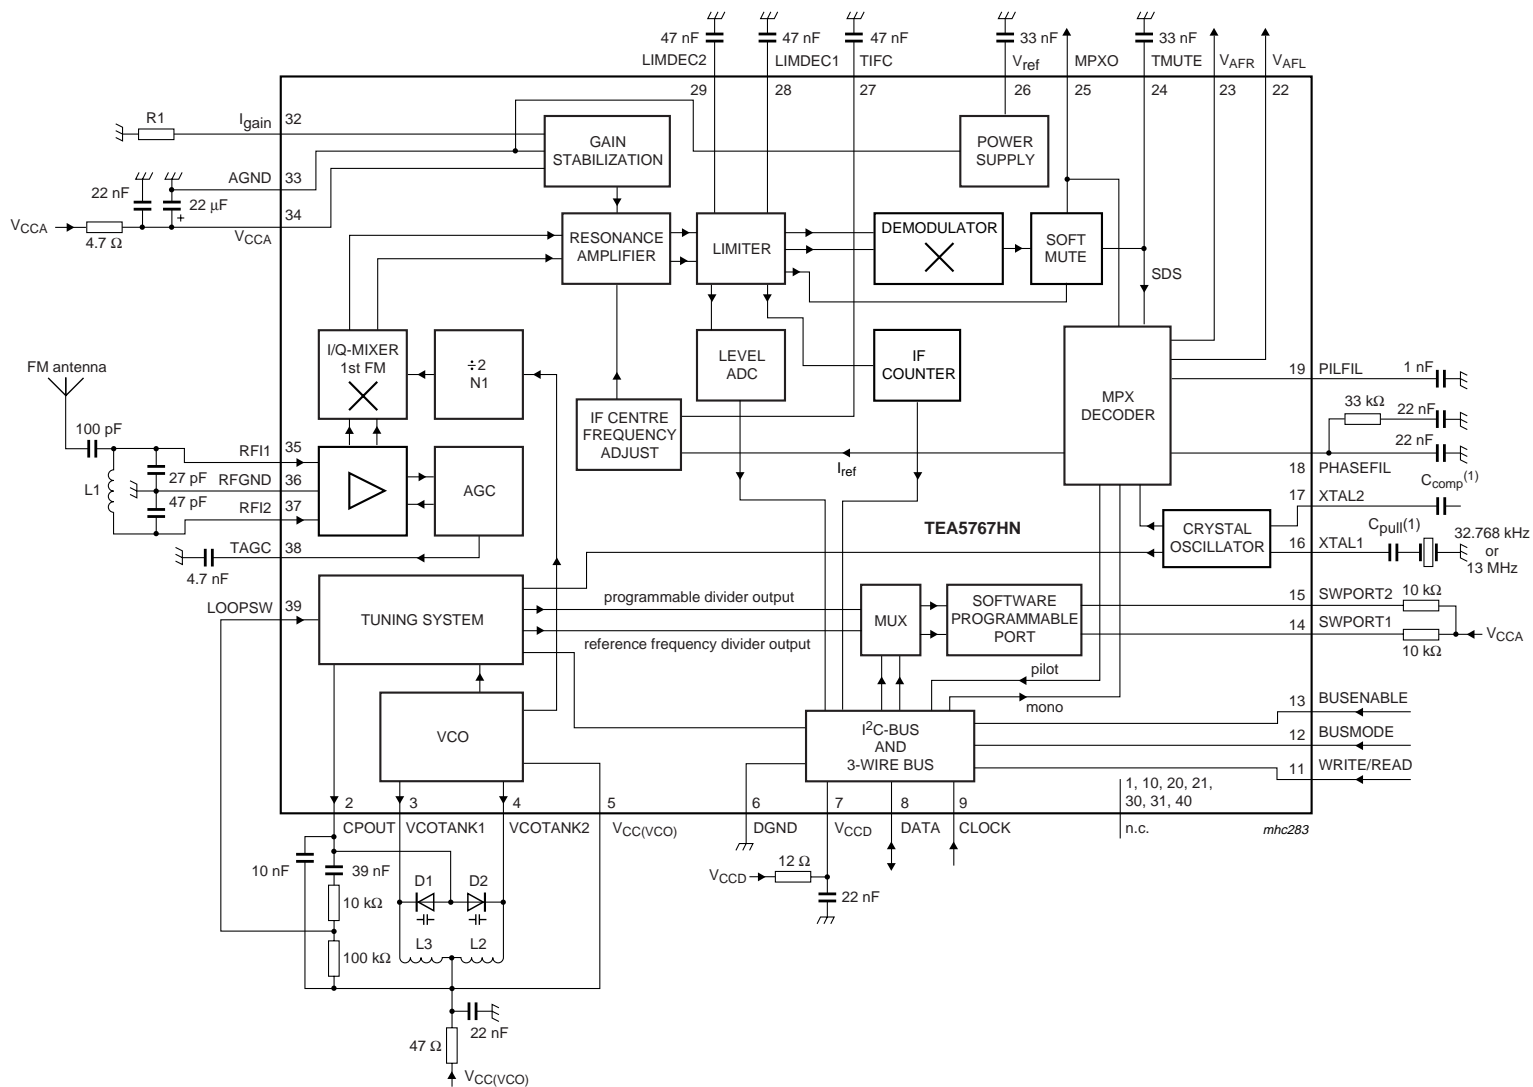 47 nF
47 nF
47 nF
33 nF
33 nF
LIMDEC2
LIMDEC1
TIFC
Vref
MPXO
TMUTE
VAFR
VAFL
29
28
27
26
25
24
23
22
R1
Igain
32
GAIN
STABILIZATION
POWER
SUPPLY
AGND
33
22 nF
22 μF
+
34
VCCA
4.7 Ω
VCCA
RESONANCE
AMPLIFIER
LIMITER
DEMODULATOR
SOFT
MUTE
SDS
I/Q-MIXER
1st FM
÷2
N1
LEVEL
ADC
IF
COUNTER
MPX
DECODER
FM antenna
19
PILFIL
1 nF
33 kΩ
22 nF
22 nF
18
PHASEFIL
IF CENTRE
FREQUENCY
ADJUST
Iref
100 pF
RFI1
35
27 pF
RFGND
36
L1
47 pF
RFI2
37
AGC
TAGC
38
4.7 nF
TEA5767HN
CRYSTAL
OSCILLATOR
17
XTAL2
Ccomp(1)
16
XTAL1
Cpull(1)
32.768 kHz
or
13 MHz
LOOPSW
39
TUNING SYSTEM
programmable divider output
reference frequency divider output
MUX
SOFTWARE
PROGRAMMABLE
PORT
15
SWPORT2
10 kΩ
14
SWPORT1
10 kΩ
VCCA
pilot
mono
VCO
I2C-BUS
AND
3-WIRE BUS
13
BUSENABLE
12
BUSMODE
11
WRITE/READ
1, 10, 20, 21,
30, 31, 40
n.c.
mhc283
2
3
4
5
6
7
8
9
CPOUT
VCOTANK1
VCOTANK2
VCC(VCO)
DGND
VCCD
DATA
CLOCK
10 nF
39 nF
10 kΩ
100 kΩ
D1
D2
L3
L2
VCCD
12 Ω
22 nF
22 nF
47 Ω
VCC(VCO)